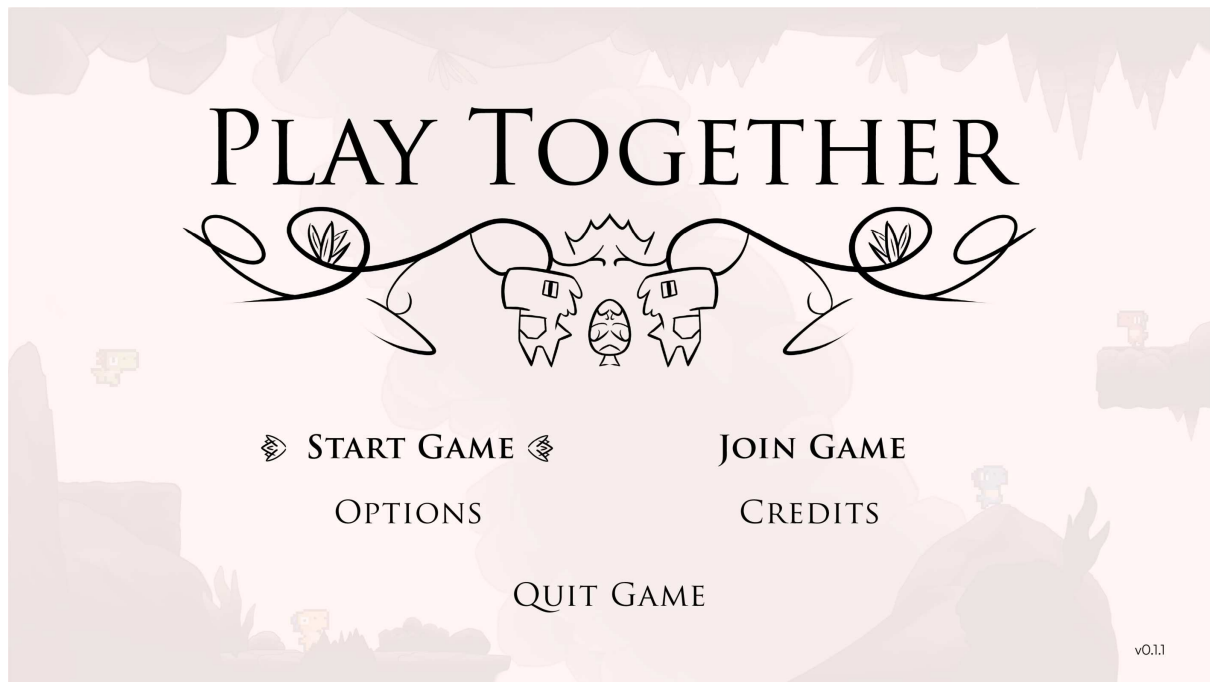 Play Together
Start Game
Join Game
Options
Credits
Quit Game
v0.1.1